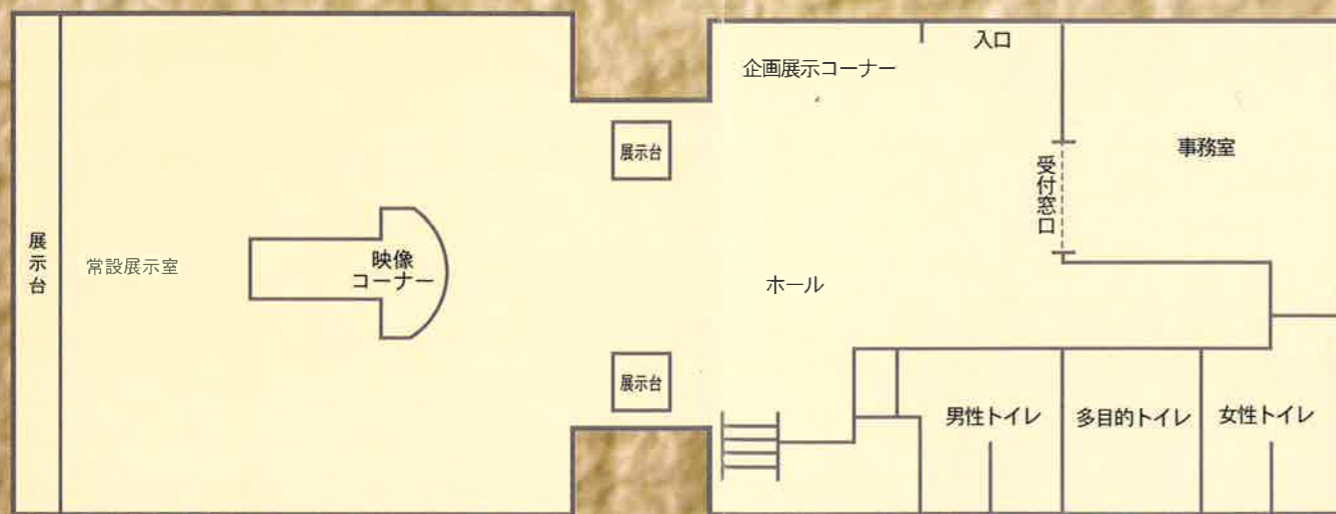 入口
企画展示コーナー
展示台
事務室
受付窓口
展示台
常設展示室
映像
コーナー
ホール
展示台
男性トイレ
多目的トイレ
女性トイレ